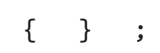 { } ;